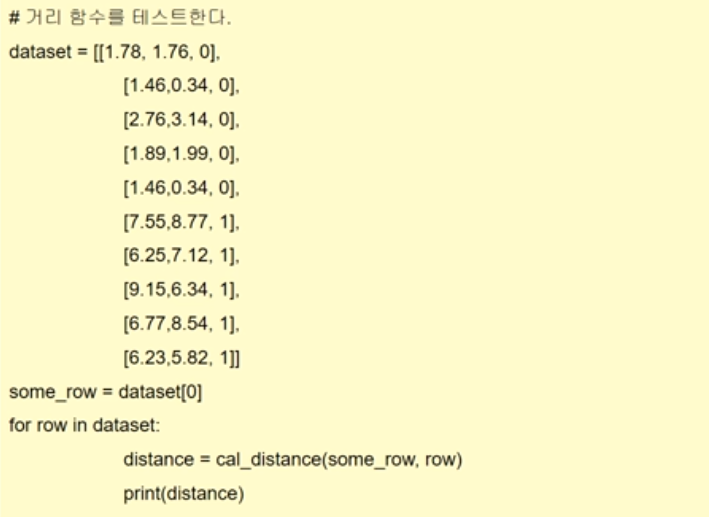 # 거리 함수를 테스트한다.
dataset = [[1.78, 1.76, 0],
[1.46,0.34, 0],
[2.76,3.14, 0],
[1.89,1.99, 0],
[1.46,0.34, 0],
[7.55,8.77, 1],
[6.25,7.12, 1],
[9.15,6.34, 1],
[6.77,8.54, 1],
[6.23,5.82, 1]]
some_row = dataset[0]
for row in dataset:
distance = cal_distance(some_row, row)
print(distance)